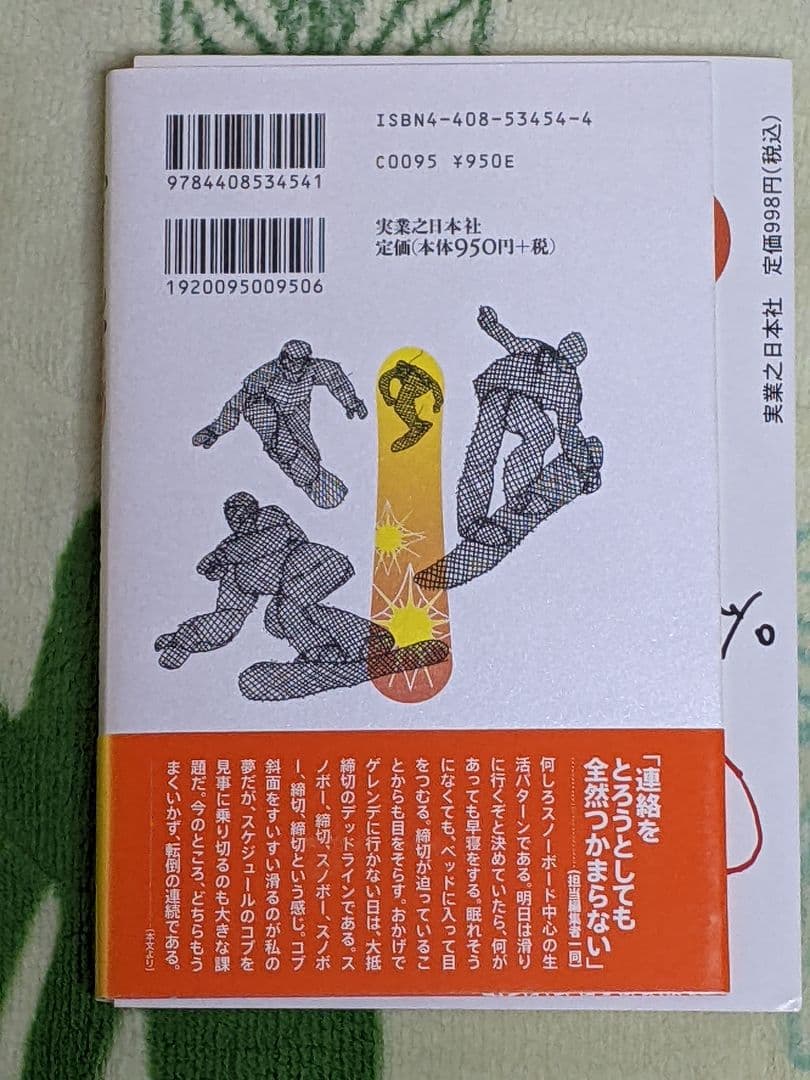 ISBN4-408-53454-4
C0095 ¥950E
9784408534541
実業之日本社
定価(本体950円+税)
1920095009506
実業之日本社 定価998円(税込)
「連絡を
とろうとしても
全然つかまらない」
(担当編集者一同)
何しろスノーボード中心の生
活パターンである。明日は滑り
に行くぞと決めていたら、何が
あっても早寝をする。眠れそう
になくても、ベッドに入って目
をつむる。締切が迫っているこ
とからも目をそらす。おかげで
ゲレンデに行かない日は、大抵
締切のデッドラインである。ス
ノボー、締切、スノボー、スノボ
ー、締切、締切という感じ。コブ
斜面をすいすい滑るのが私の
夢だが、スケジュールのコブを
見事に乗り切るのも大きな課
題だ。今のところ、どちらもう
まくいかず、転倒の連続である。
(本文より)